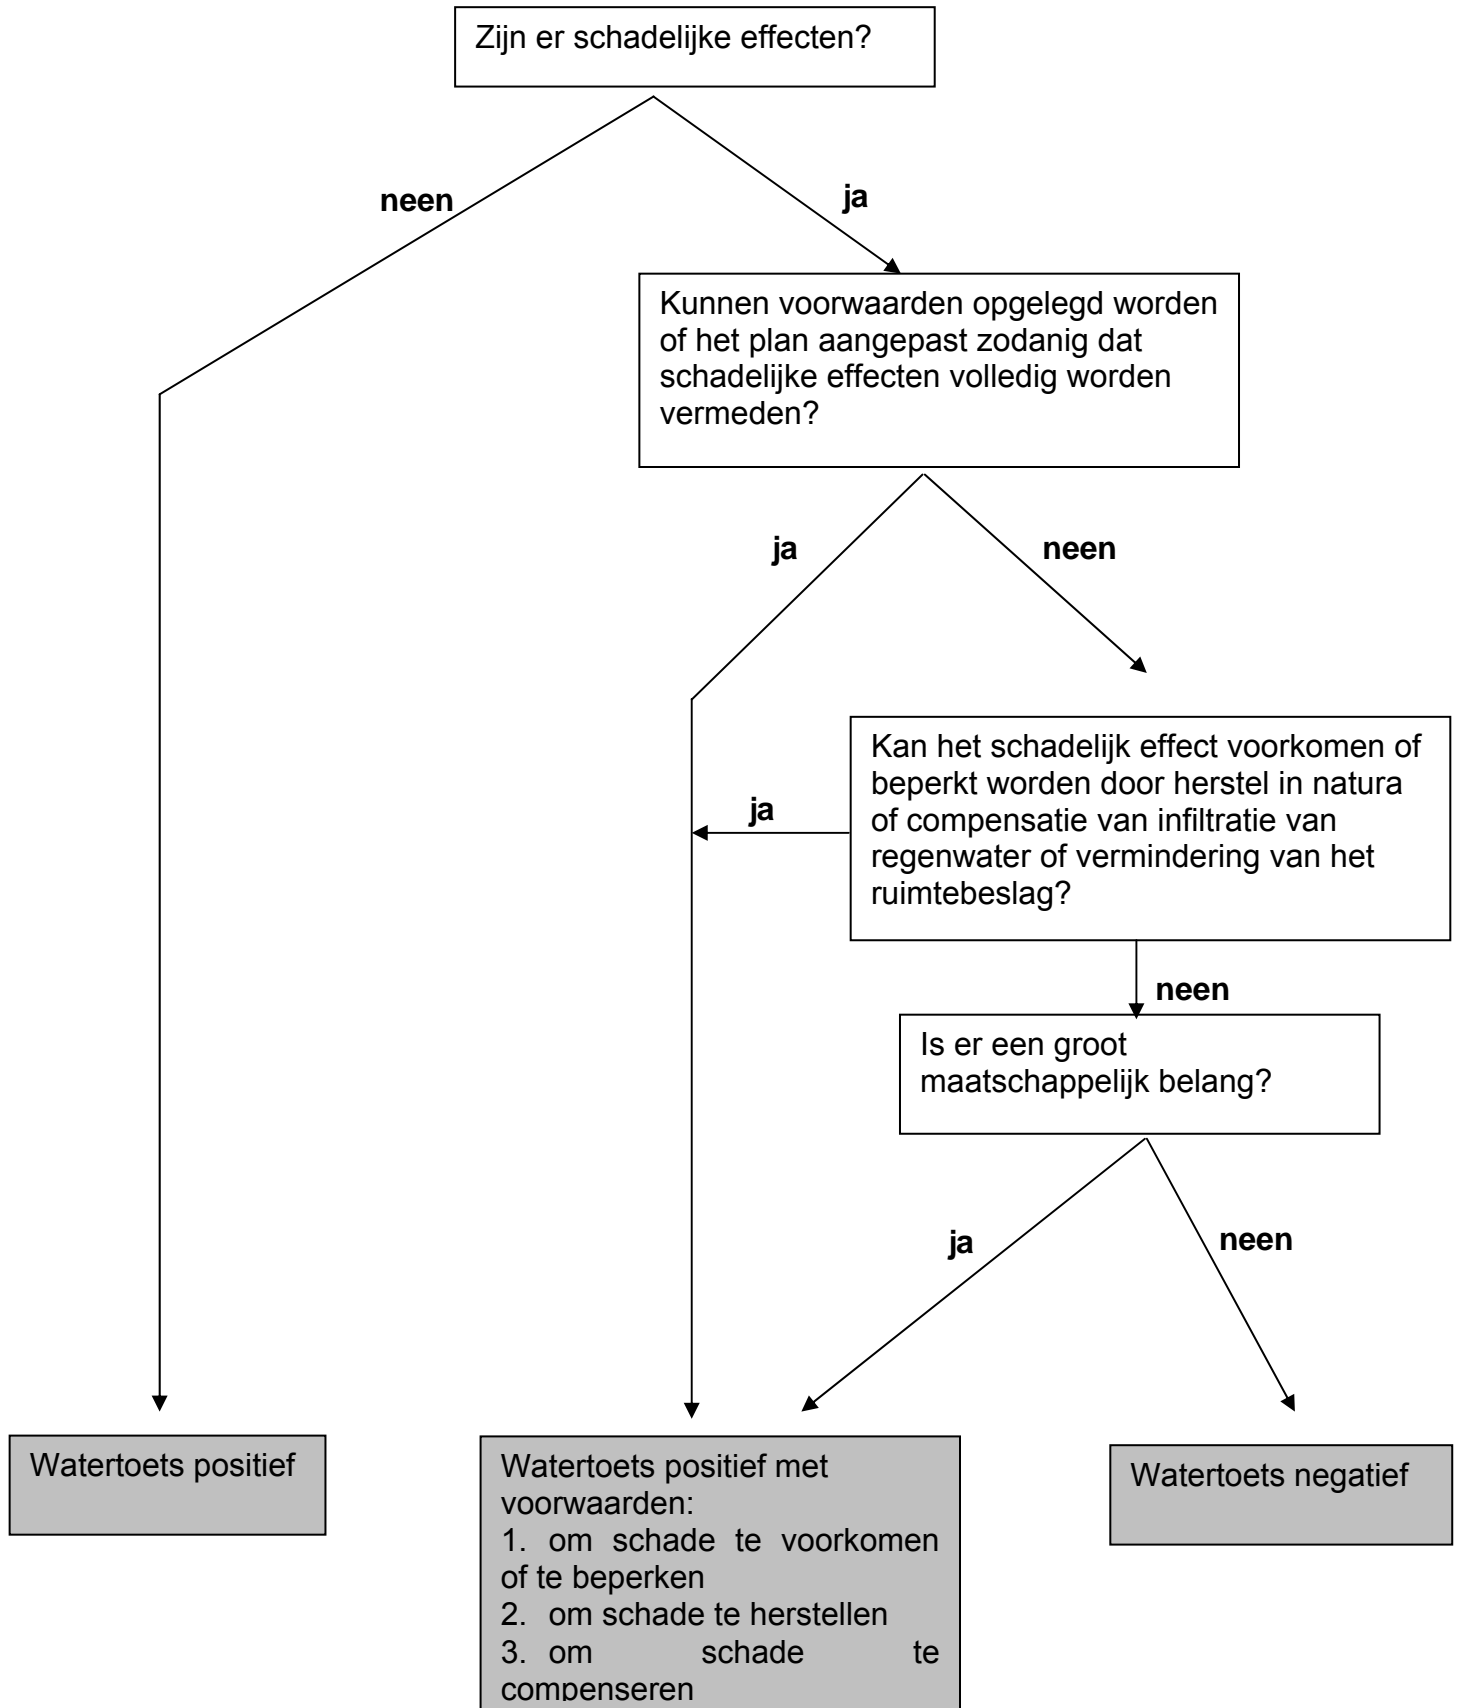 Zijn er schadelijke effecten?
neen
ja
Kunnen voorwaarden opgelegd worden
of het plan aangepast zodanig dat
schadelijke effecten volledig worden
vermeden?
ja
neen
Kan het schadelijk effect voorkomen of
beperkt worden door herstel in natura
of compensatie van infiltratie van
regenwater of vermindering van het
ruimtebeslag?
ja
neen
Is er een groot
maatschappelijk belang?
ja
neen
Watertoets positief
Watertoets positief met
voorwaarden:
1. om schade te voorkomen
of te beperken
2. om schade te herstellen
3. om schade te
compenseren
Watertoets negatief